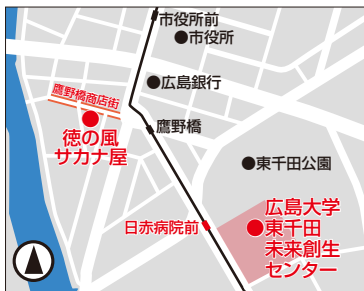 市役所前
市役所
広島銀行
鷹野橋商店街
徳の風
サカナ屋
鷹野橋
東千田公園
広島大学
東千田
未来創生
センター
日赤病院前